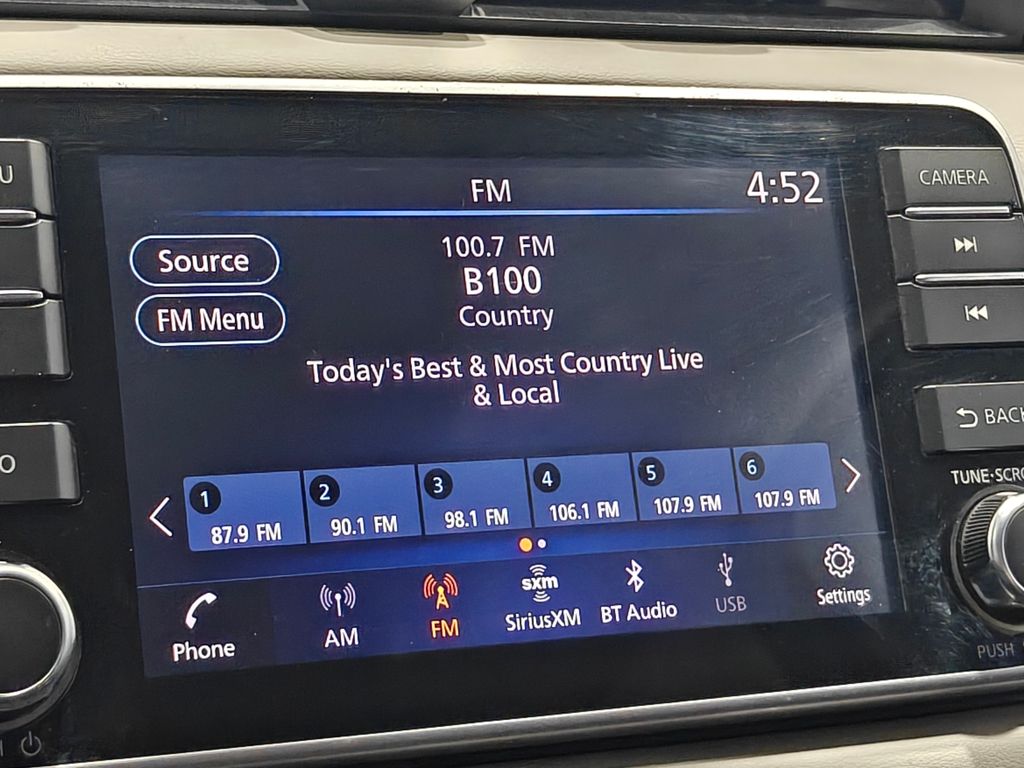 FM
4:52
CAMERA
Source
100.7 FM
B100
FM Menu
Country
Today's Best & Most Country Live
& Local
BACK
TUNE·SCRO
1
87.9 FM
2
90.1 FM
3
98.1 FM
4
106.1 FM
5
107.9 FM
6
107.9 FM
Phone
AM
FM
sxm
SiriusXM
BT Audio
USB
Settings
PUSH
U
O